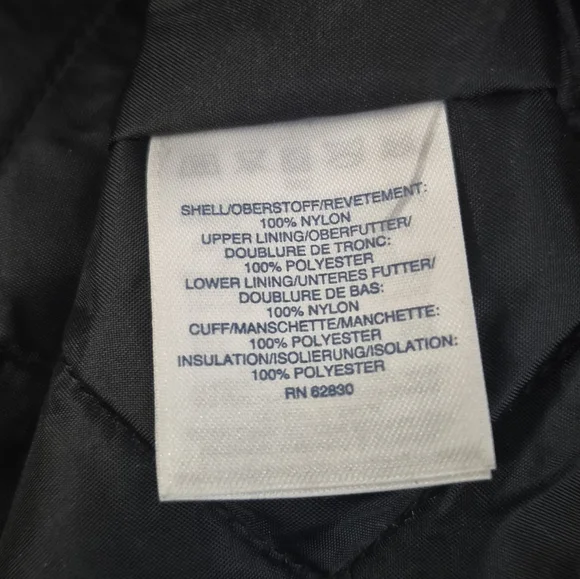 SHELL/OBERSTOFF/REVETEMENT:
100% NYLON
UPPER LINING/OBERFUTTER/
DOUBLURE DE TRONC:
100% POLYESTER
LOWER LINING/UNTERES FUTTER/
DOUBLURE DE BAS:
100% NYLON
CUFF/MANSCHETTE/MANCHETTE:
100% POLYESTER
INSULATION/ISOLIERUNG/ISOLATION:
100% POLYESTER
RN 62830